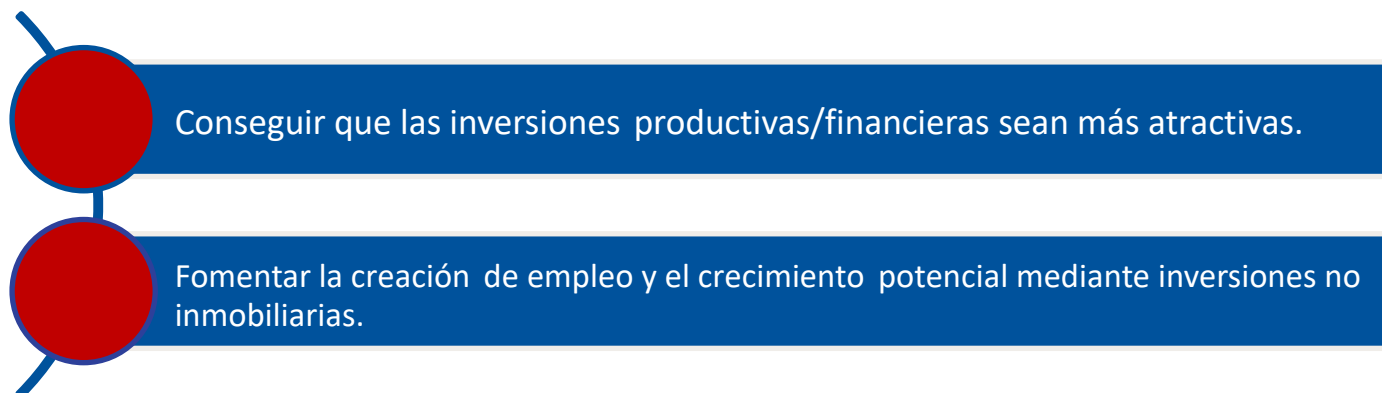 Conseguir que las inversiones productivas/financieras sean más atractivas.
Fomentar la creación de empleo y el crecimiento potencial mediante inversiones no
inmobiliarias.